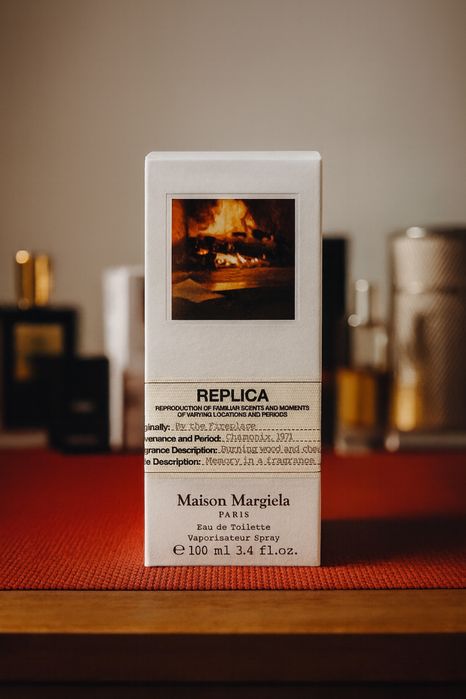 REPLICA
REPRODUCTION OF FAMILIAR SCENTS AND MOMENTS
OF VARYING LOCATIONS AND PERIODS
ginally: By the Fireplace
venance and Period: Chamonix, 1971
grance Description: Burning wood and che
le Description: Memory in a fragrance
Maison Margiela
PARIS
Eau de Toilette
Vaporisateur Spray
℮ 100 ml 3.4 fl.oz.